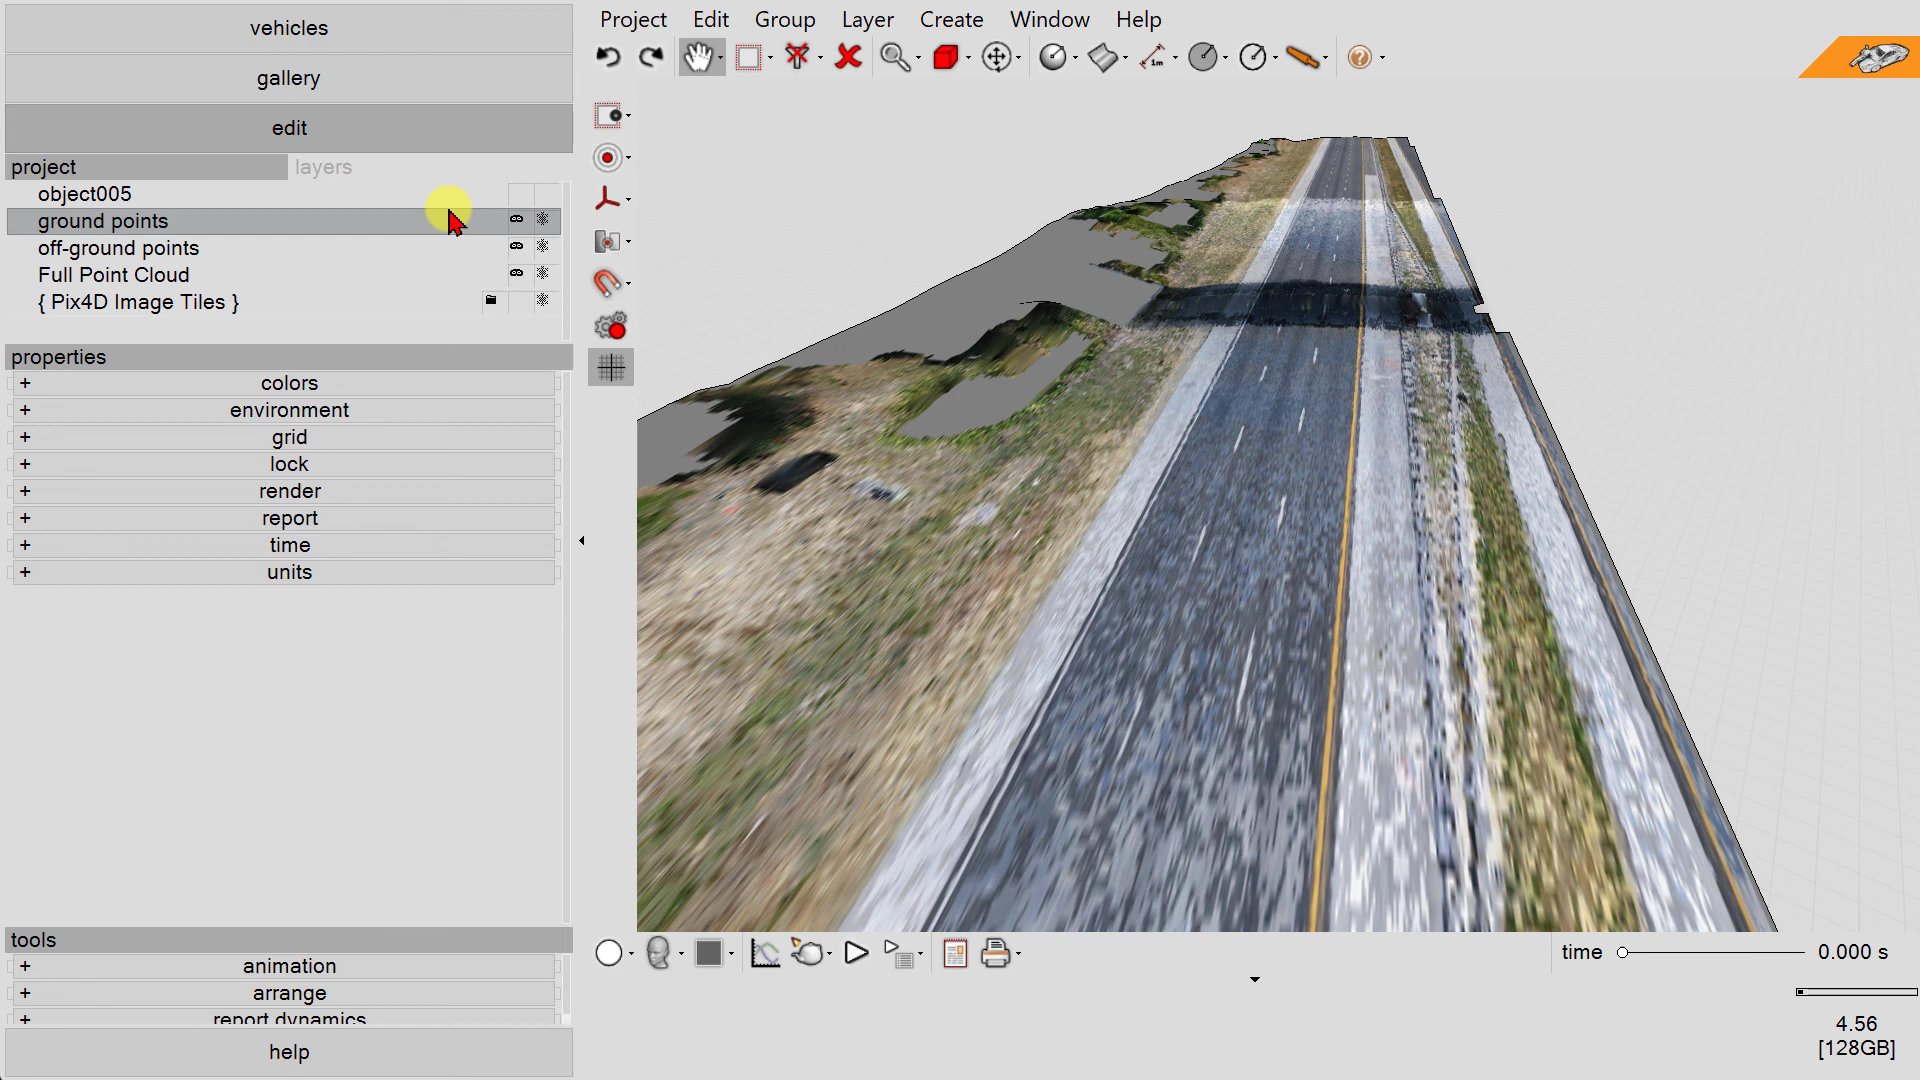 vehicles
gallery
edit
project
layers
object005
ground points
off-ground points
Full Point Cloud
{ Pix4D Image Tiles }
properties
+ colors
+ environment
+ grid
+ lock
+ render
+ report
+ time
+ units
tools
+ animation
+ arrange
+ report dynamics
help
Project Edit Group Layer Create Window Help
1m
?
time 0.000 s
4.56
[128GB]